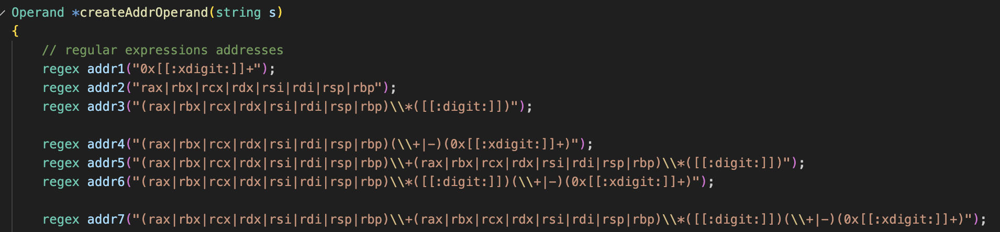 Operand *createAddrOperand(string s)
{
    // regular expressions addresses
    regex addr1("0x[[:xdigit:]]+");
    regex addr2("rax|rbx|rcx|rdx|rsi|rdi|rsp|rbp");
    regex addr3("(rax|rbx|rcx|rdx|rsi|rdi|rsp|rbp)\\*([[:digit:]])");

    regex addr4("(rax|rbx|rcx|rdx|rsi|rdi|rsp|rbp)(\\+|-)(0x[[:xdigit:]]+)");
    regex addr5("(rax|rbx|rcx|rdx|rsi|rdi|rsp|rbp)\\+(rax|rbx|rcx|rdx|rsi|rdi|rsp|rbp)\\*([[:digit:]])");
    regex addr6("(rax|rbx|rcx|rdx|rsi|rdi|rsp|rbp)\\*([[:digit:]])(\\+|-)(0x[[:xdigit:]]+)");

    regex addr7("(rax|rbx|rcx|rdx|rsi|rdi|rsp|rbp)\\+(rax|rbx|rcx|rdx|rsi|rdi|rsp|rbp)\\*([[:digit:]])(\\+|-)(0x[[:xdigit:]]+)");